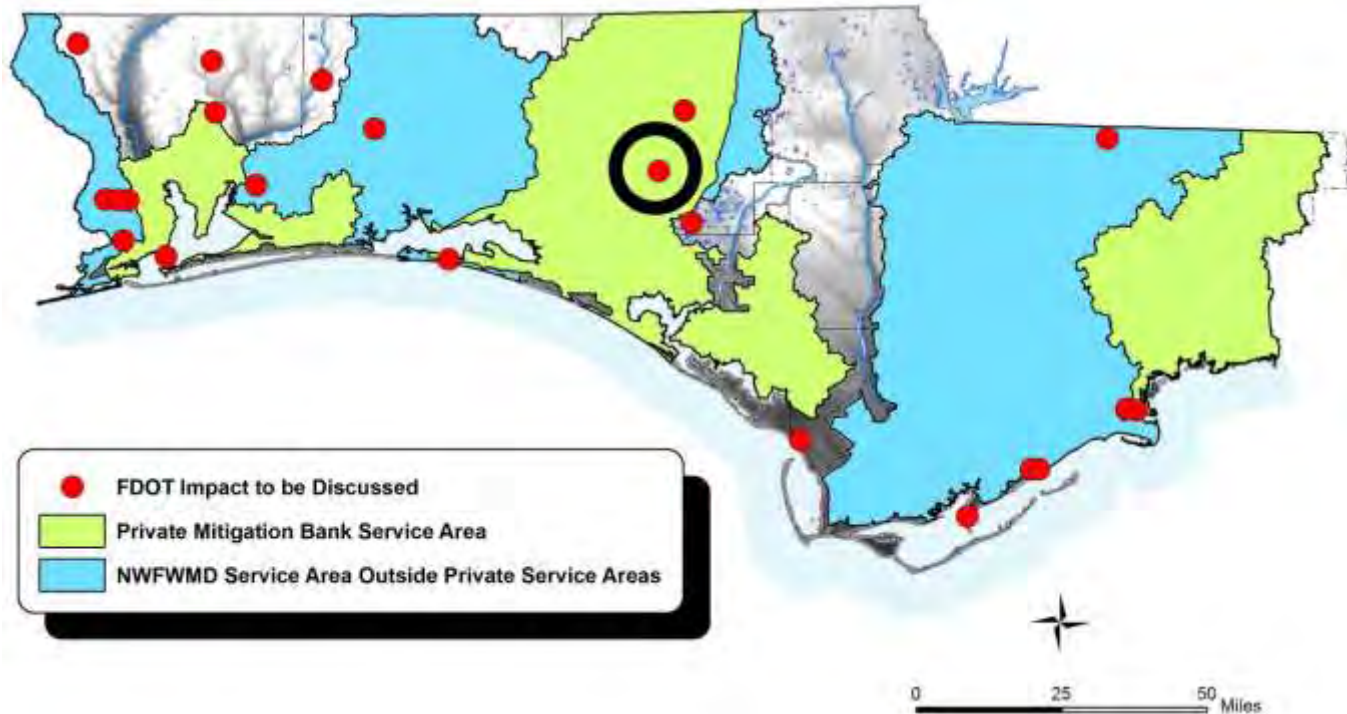 FDOT Impact to be Discussed
Private Mitigation Bank Service Area
NWFWMD Service Area Outside Private Service Areas
0 25 50 Miles